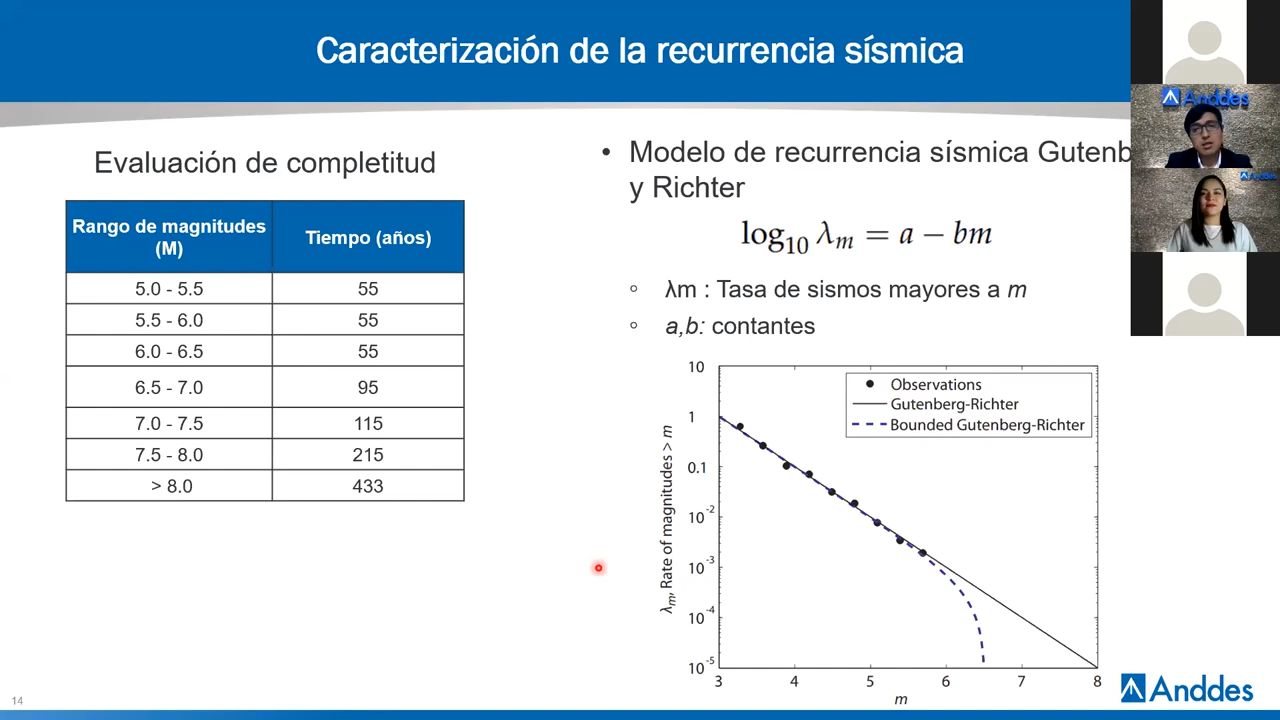 Caracterización de la recurrencia sísmica
Anddes
Anddes
Evaluación de completitud
Rango de magnitudes (M) Tiempo (años)
5.0 - 5.5 55
5.5 - 6.0 55
6.0 - 6.5 55
6.5 - 7.0 95
7.0 - 7.5 115
7.5 - 8.0 215
> 8.0 433
• Modelo de recurrencia sísmica Gutenb
y Richter
log₁₀ λₘ = a − bm
λm : Tasa de sismos mayores a m
a,b: contantes
Observations
Gutenberg-Richter
Bounded Gutenberg-Richter
λₘ, Rate of magnitudes > m
10
1
0.1
10⁻²
10⁻³
10⁻⁴
10⁻⁵
3 4 5 6 7 8
m
Anddes
14